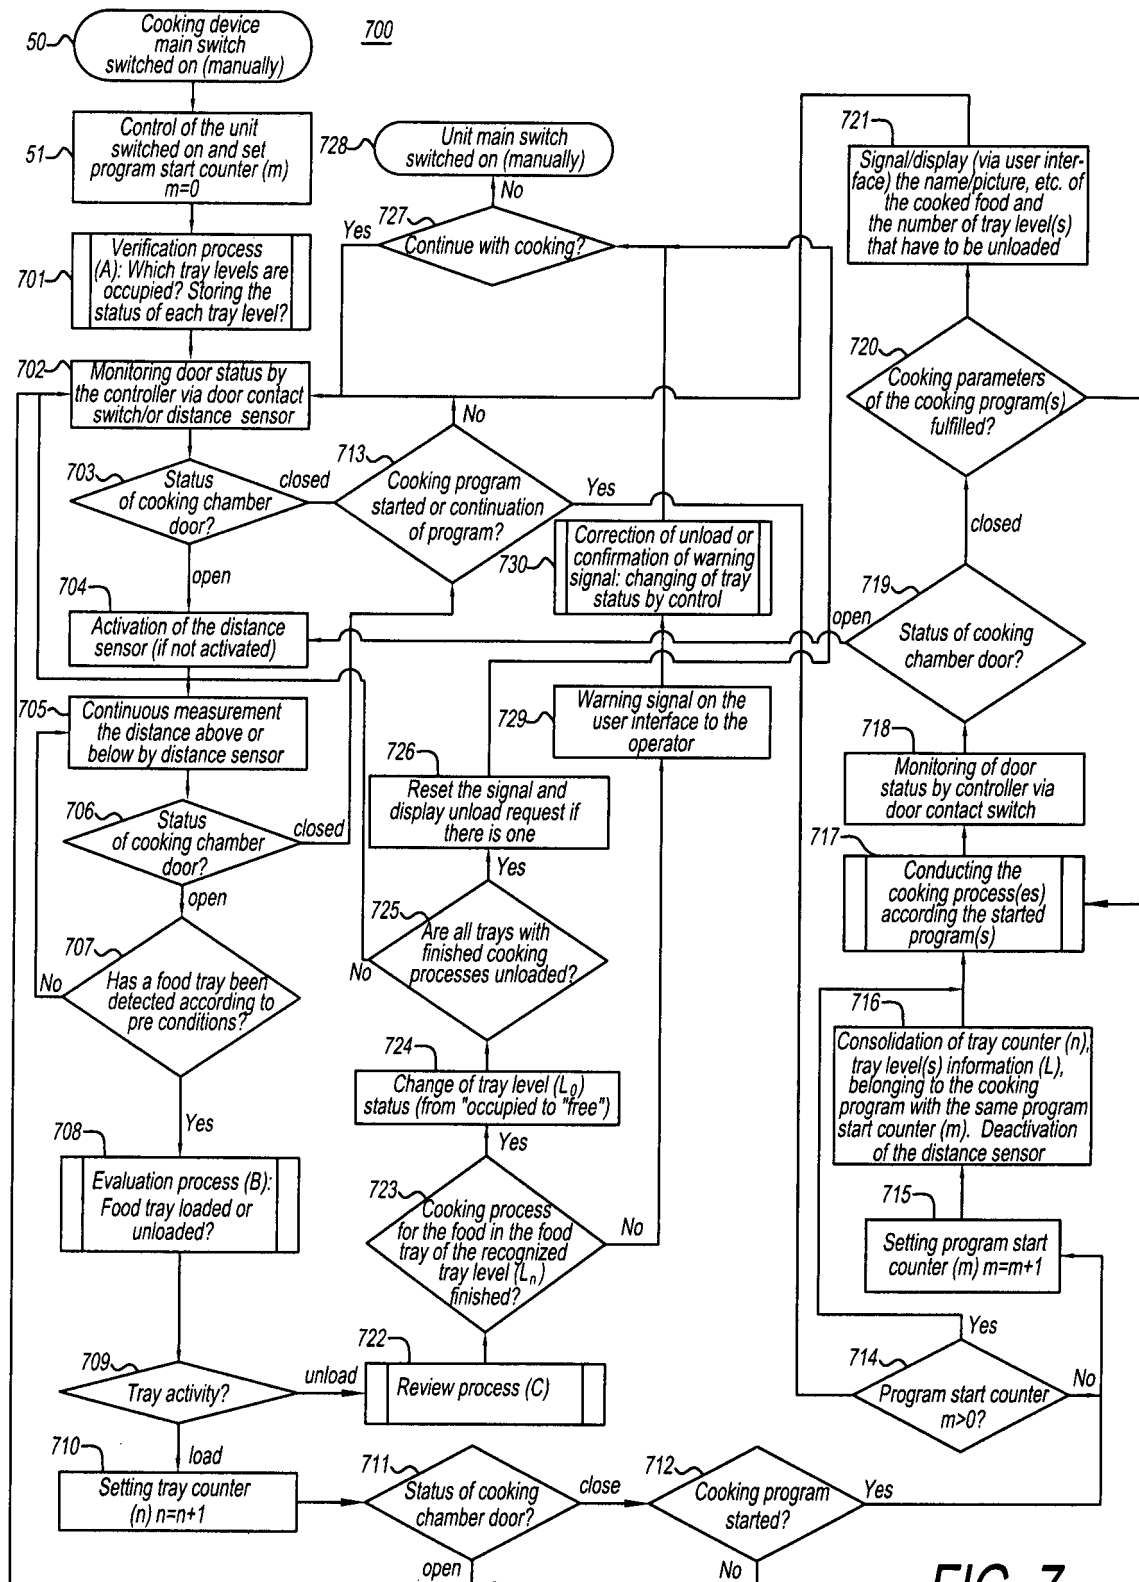 50
Cooking device
main switch
switched on (manually)
700
51
Control of the unit
switched on and set
program start counter (m)
m=0
701
Verification process
(A): Which tray levels are
occupied? Storing the
status of each tray level?
702
Monitoring door status by
the controller via door contact
switch/or distance sensor
703
Status
of cooking chamber
door?
closed
open
704
Activation of the distance
sensor (if not activated)
705
Continuous measurement
the distance above or
below by distance sensor
706
Status
of cooking chamber
door?
closed
open
707
Has a food tray been
detected according to
pre conditions?
No
Yes
708
Evaluation process (B):
Food tray loaded or
unloaded?
709
Tray activity?
unload
load
710
Setting tray counter
(n) n=n+1
711
Status of cooking
chamber door?
close
open
712
Cooking program
started?
Yes
No
713
Cooking program
started or continuation
of program?
No
Yes
728
Unit main switch
switched on (manually)
No
727
Continue with cooking?
Yes
730
Correction of unload or
confirmation of warning
signal: changing of tray
status by control
729
Warning signal on the
user interface to the
operator
726
Reset the signal and
display unload request if
there is one
Yes
725
Are all trays with
finished cooking
processes unloaded?
No
724
Change of tray level (L0)
status (from "occupied to "free")
Yes
723
Cooking process
for the food in the food
tray of the recognized
tray level (Ln)
finished?
No
722
Review process (C)
721
Signal/display (via user inter-
face) the name/picture, etc. of
the cooked food and
the number of tray level(s)
that have to be unloaded
720
Cooking parameters
of the cooking program(s)
fulfilled?
closed
719
open
Status of cooking
chamber door?
718
Monitoring of door
status by controller via
door contact switch
717
Conducting the
cooking process(es)
according the started
program(s)
716
Consolidation of tray counter (n),
tray level(s) information (L),
belonging to the cooking
program with the same program
start counter (m). Deactivation
of the distance sensor
715
Setting program start
counter (m) m=m+1
Yes
714
Program start counter
m>0?
No
FIG. 7